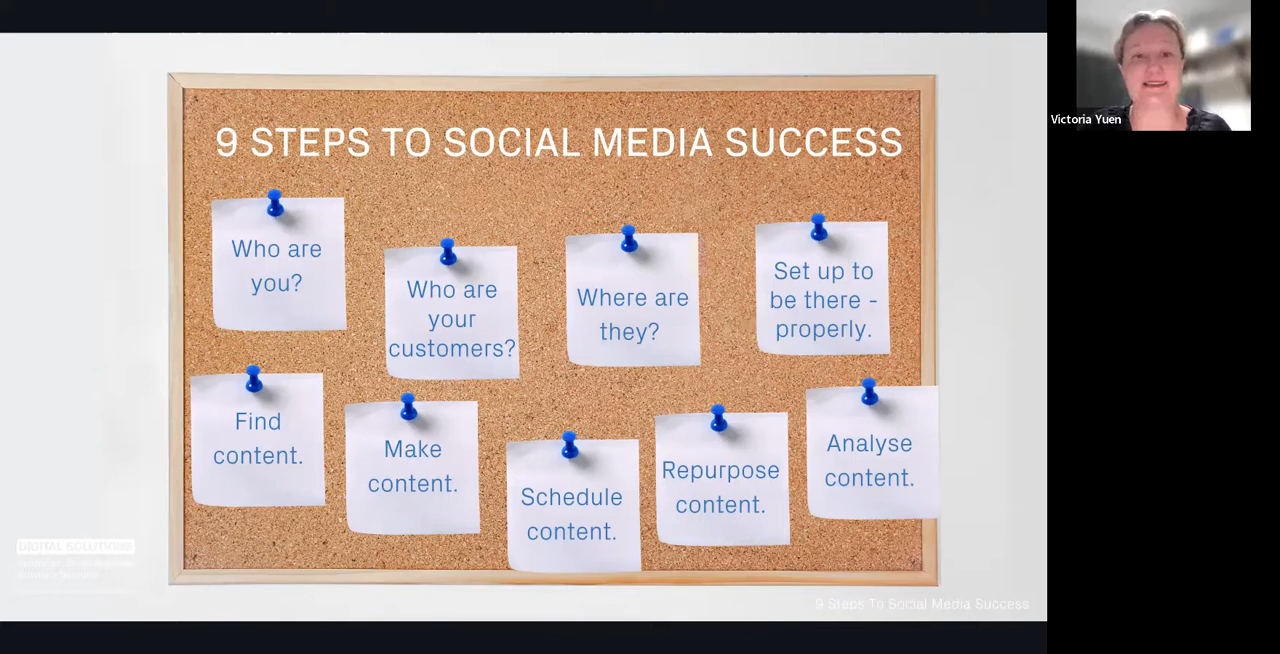 9 STEPS TO SOCIAL MEDIA SUCCESS
Who are
you?
Who are
your
customers?
Where are
they?
Set up to
be there -
properly.
Find
content.
Make
content.
Schedule
content.
Repurpose
content.
Analyse
content.
DIGITAL SOLUTIONS
9 Steps To Social Media Success
Victoria Yuen